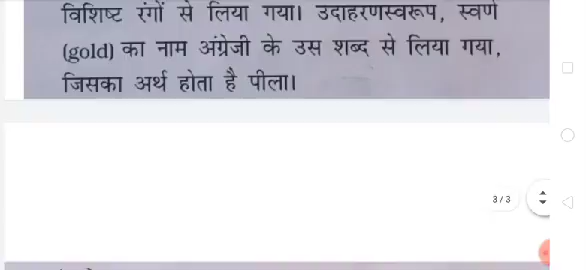 विशिष्ट रंगों से लिया गया। उदाहरणस्वरूप, स्वर्ण
(gold) का नाम अंग्रेजी के उस शब्द से लिया गया,
जिसका अर्थ होता है पीला।
3 / 3